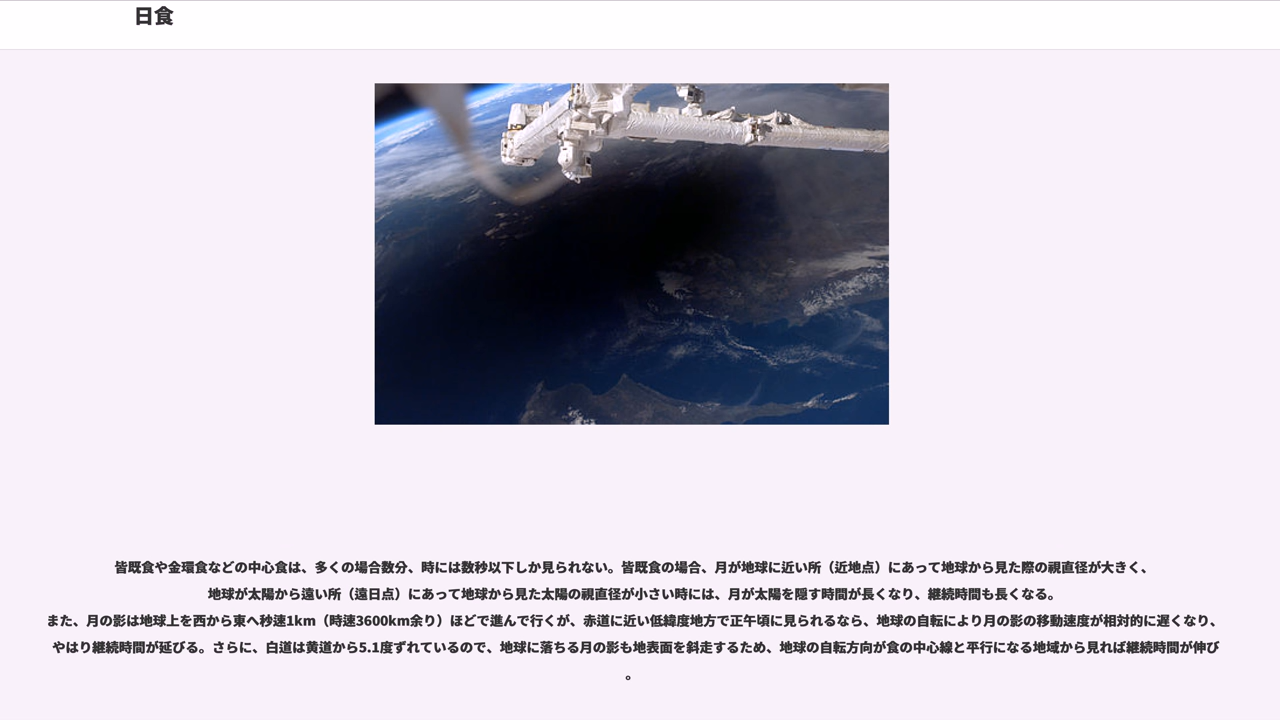 日食
皆既食や金環食などの中心食は、多くの場合数分、時には数秒以下しか見られない。皆既食の場合、月が地球に近い所（近地点）にあって地球から見た際の視直径が大きく、
地球が太陽から遠い所（遠日点）にあって地球から見た太陽の視直径が小さい時には、月が太陽を隠す時間が長くなり、継続時間も長くなる。
また、月の影は地球上を西から東へ秒速1km（時速3600km余り）ほどで進んで行くが、赤道に近い低緯度地方で正午頃に見られるなら、地球の自転により月の影の移動速度が相対的に遅くなり、
やはり継続時間が延びる。さらに、白道は黄道から5.1度ずれているので、地球に落ちる月の影も地表面を斜走するため、地球の自転方向が食の中心線と平行になる地域から見れば継続時間が伸び
。